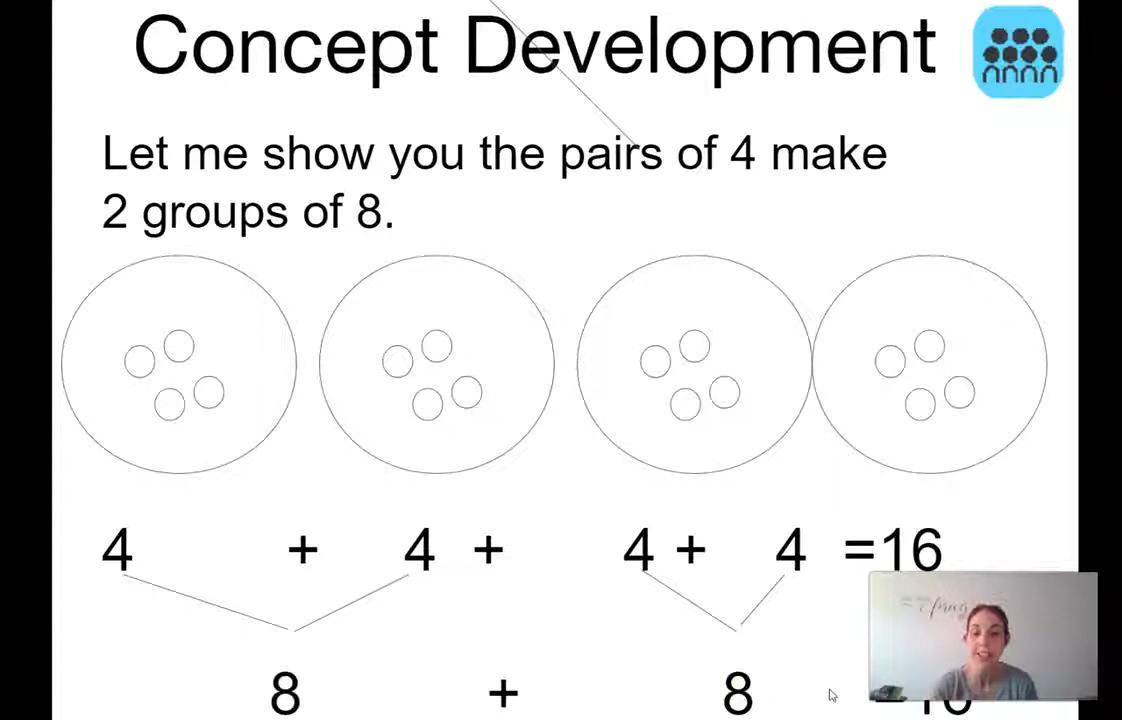 Concept Development
Let me show you the pairs of 4 make
2 groups of 8.
4 + 4 + 4 + 4 =16
8 + 8 =16